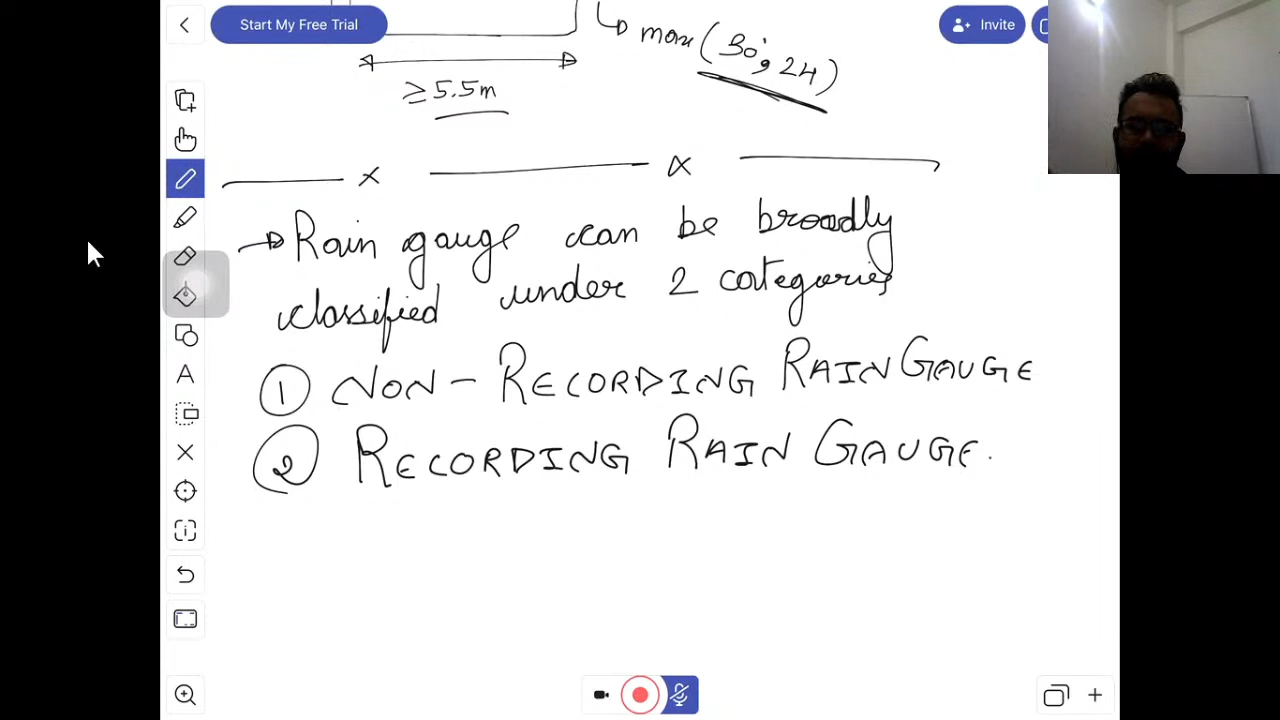 Start My Free Trial
Invite
max (30', 24)
≥ 5.5m
→ Rain gauge can be broadly
classified under 2 categories
① NON - RECORDING RAIN GAUGE
② RECORDING RAIN GAUGE.